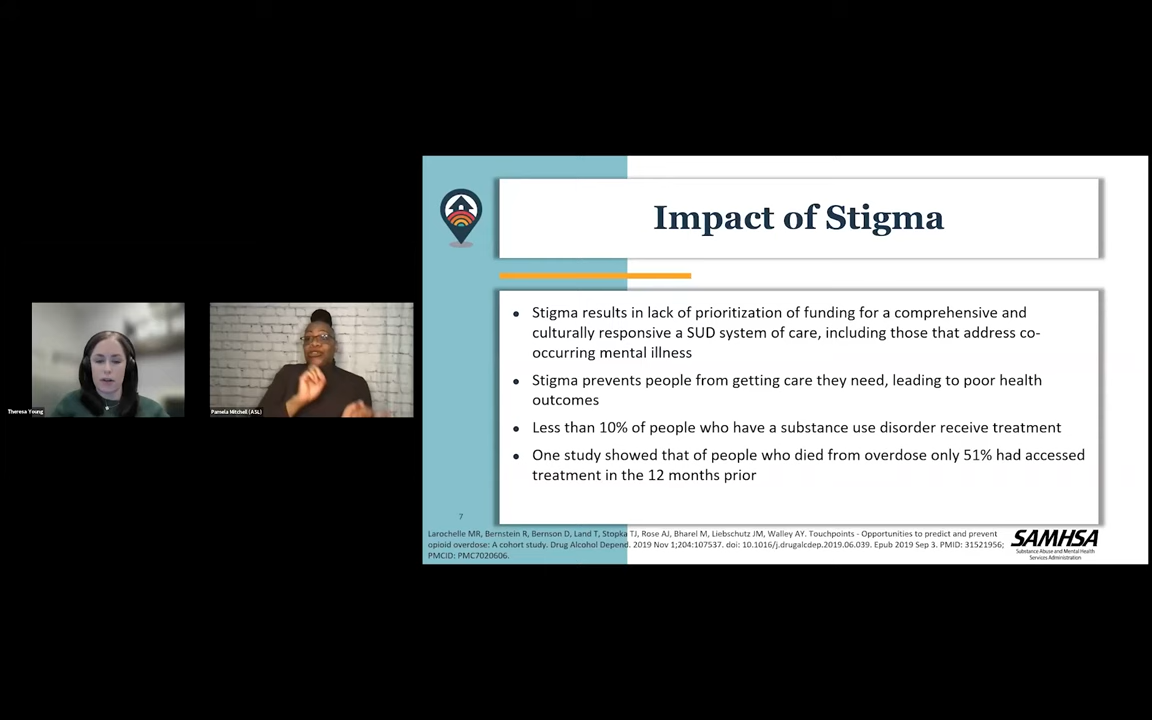 Impact of Stigma
• Stigma results in lack of prioritization of funding for a comprehensive and
culturally responsive a SUD system of care, including those that address co-
occurring mental illness
• Stigma prevents people from getting care they need, leading to poor health
outcomes
• Less than 10% of people who have a substance use disorder receive treatment
• One study showed that of people who died from overdose only 51% had accessed
treatment in the 12 months prior
7
Larochelle MR, Bernstein R, Bernson D, Land T, Stopka TJ, Rose AJ, Bharel M, Liebschutz JM, Walley AY. Touchpoints - Opportunities to predict and prevent
opioid overdose: A cohort study. Drug Alcohol Depend. 2019 Nov 1;204:107537. doi: 10.1016/j.drugalcdep.2019.06.039. Epub 2019 Sep 3. PMID: 31521956;
PMCID: PMC7020606.
SAMHSA
Substance Abuse and Mental Health
Services Administration
Theresa Young
Pamela Mitchell (ASL)